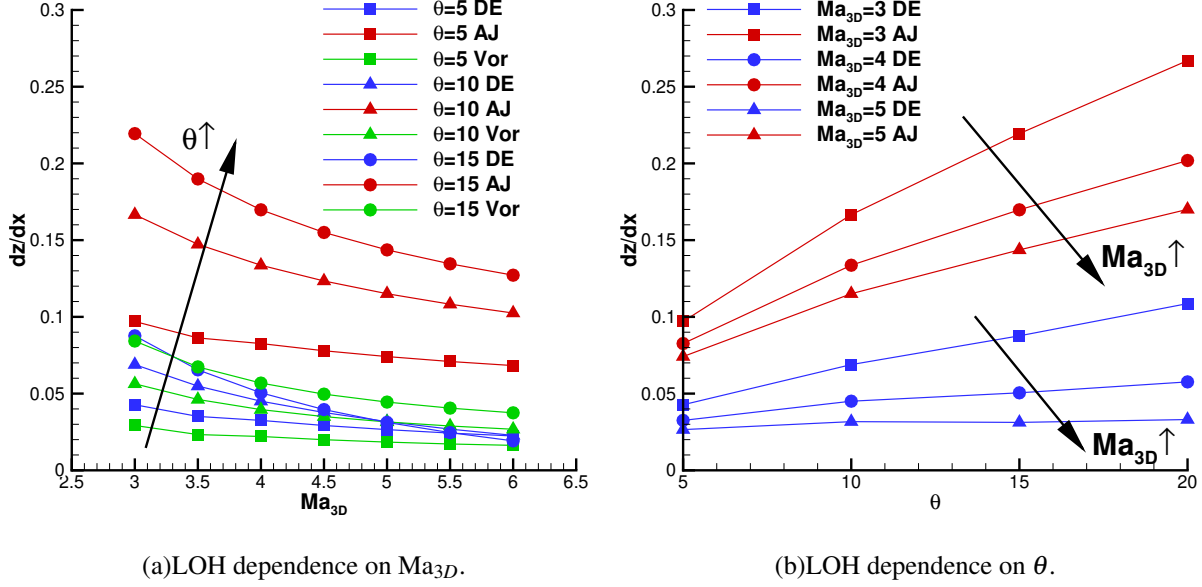 dz/dx
0.3
0.25
0.2
0.15
0.1
0.05
0
2.5 3 3.5 4 4.5 5 5.5 6 6.5
Ma3D
θ=5 DE
θ=5 AJ
θ=5 Vor
θ=10 DE
θ=10 AJ
θ=10 Vor
θ=15 DE
θ=15 AJ
θ=15 Vor
θ↑
(a)LOH dependence on Ma3D.
dz/dx
0.3
0.25
0.2
0.15
0.1
0.05
0
5 10 15 20
θ
Ma3D=3 DE
Ma3D=3 AJ
Ma3D=4 DE
Ma3D=4 AJ
Ma3D=5 DE
Ma3D=5 AJ
Ma3D↑
Ma3D↑
(b)LOH dependence on θ.